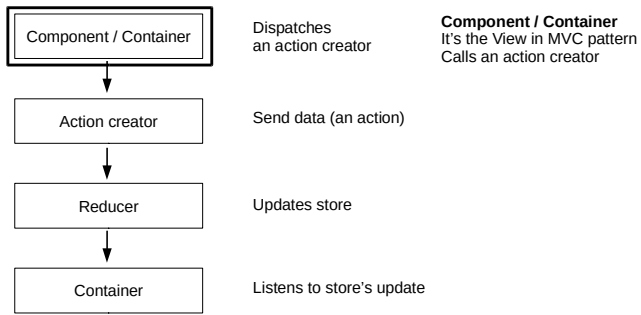 Component / Container
Dispatches
an action creator
Component / Container
It's the View in MVC pattern
Calls an action creator
Action creator
Send data (an action)
Reducer
Updates store
Container
Listens to store's update